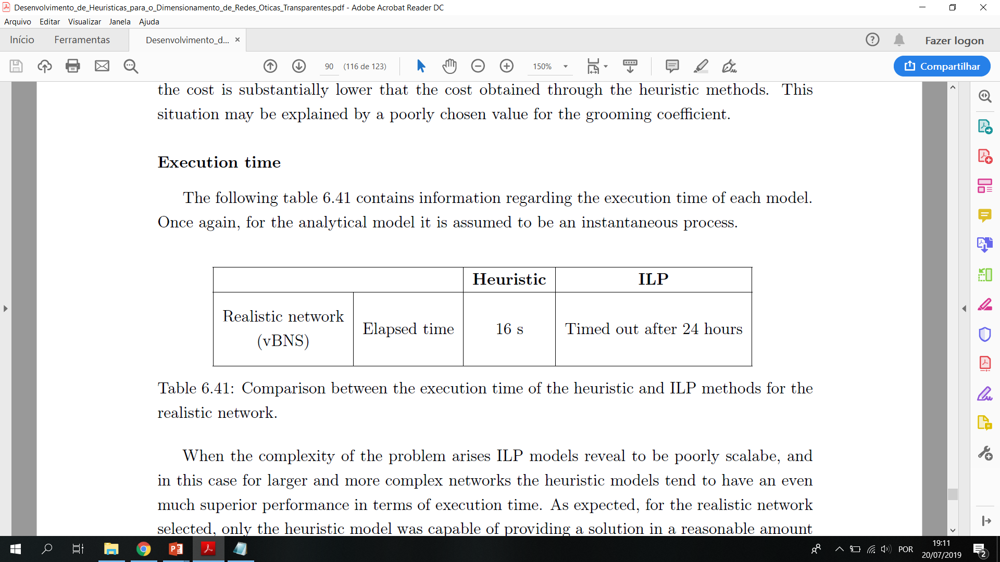 Desenvolvimento_de_Heuristicas_para_o_Dimensionamento_de_Redes_Oticas_Transparentes.pdf - Adobe Acrobat Reader DC
Arquivo Editar Visualizar Janela Ajuda
Início Ferramentas Desenvolvimento_d... × Fazer logon
90 (116 de 123) 150% Compartilhar
the cost is substantially lower that the cost obtained through the heuristic methods. This
situation may be explained by a poorly chosen value for the grooming coefficient.
Execution time
The following table 6.41 contains information regarding the execution time of each model.
Once again, for the analytical model it is assumed to be an instantaneous process.
Heuristic ILP
Realistic network
(vBNS)
Elapsed time 16 s Timed out after 24 hours
Table 6.41: Comparison between the execution time of the heuristic and ILP methods for the
realistic network.
When the complexity of the problem arises ILP models reveal to be poorly scalabe, and
in this case for larger and more complex networks the heuristic models tend to have an even
much superior performance in terms of execution time. As expected, for the realistic network
selected, only the heuristic model was capable of providing a solution in a reasonable amount
POR
19:11
20/07/2019
2